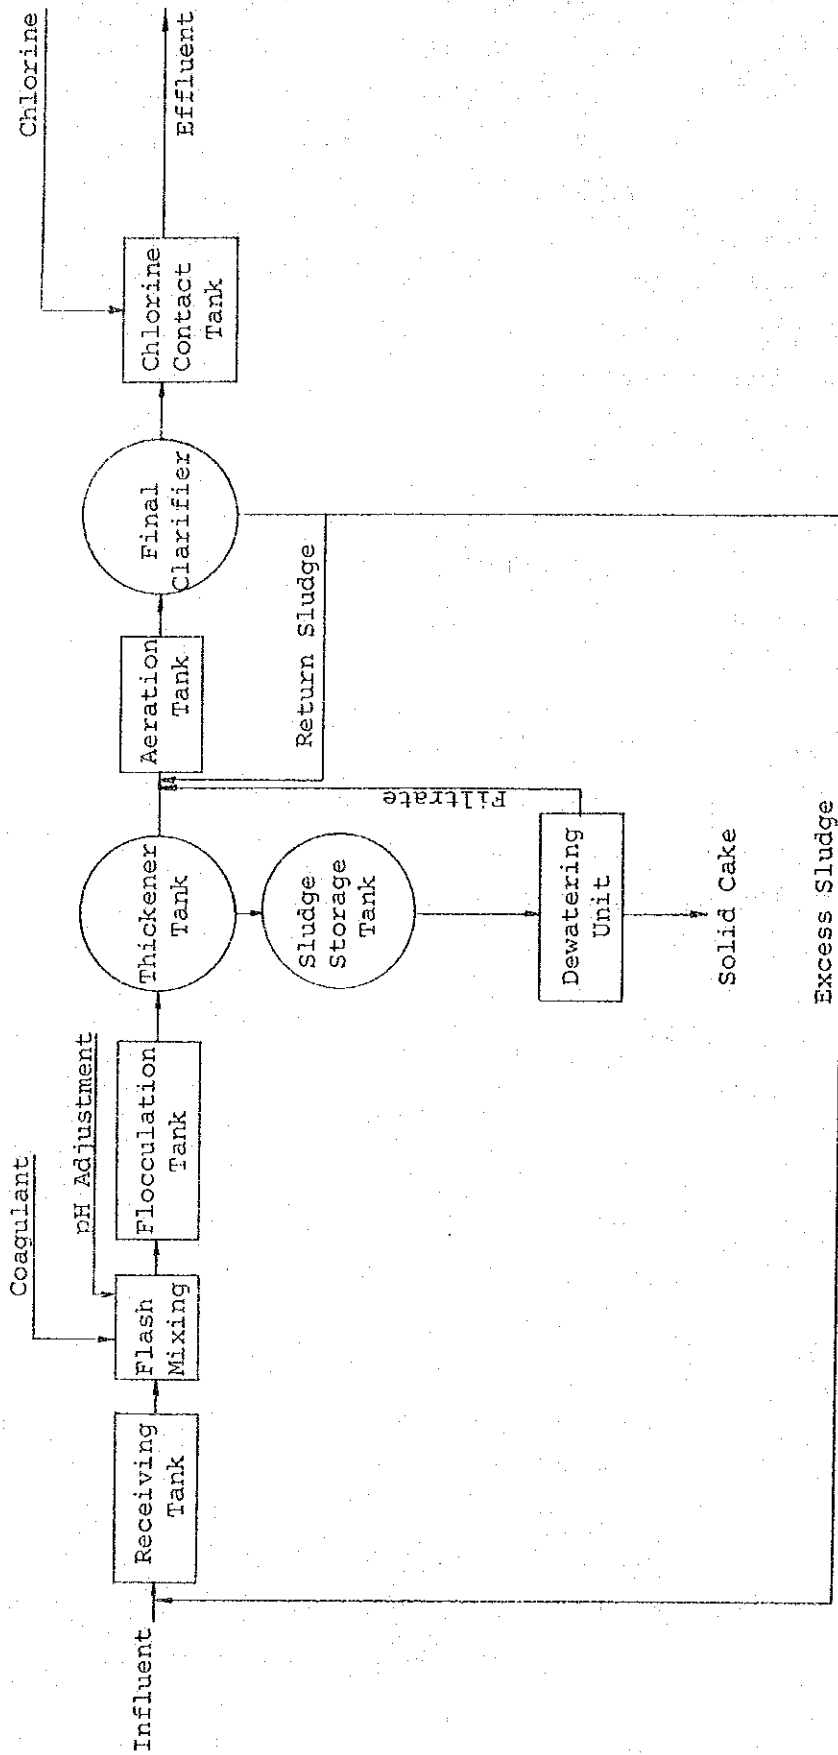 Chlorine
Coagulant
pH Adjustment
Influent
Receiving
Tank
Flash
Mixing
Flocculation
Tank
Thickener
Tank
Aeration
Tank
Final
Clarifier
Chlorine
Contact
Tank
Effluent
Sludge
Storage
Tank
Filtrate
Return Sludge
Dewatering
Unit
Solid Cake
Excess Sludge